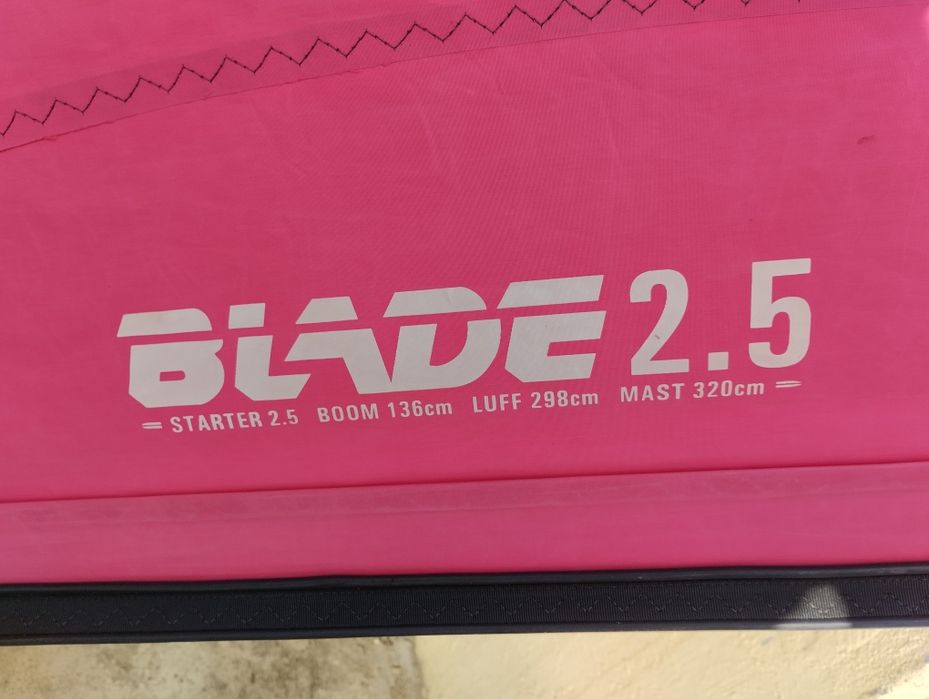 BLADE 2.5
= STARTER 2.5 BOOM 136cm LUFF 298cm MAST 320cm =